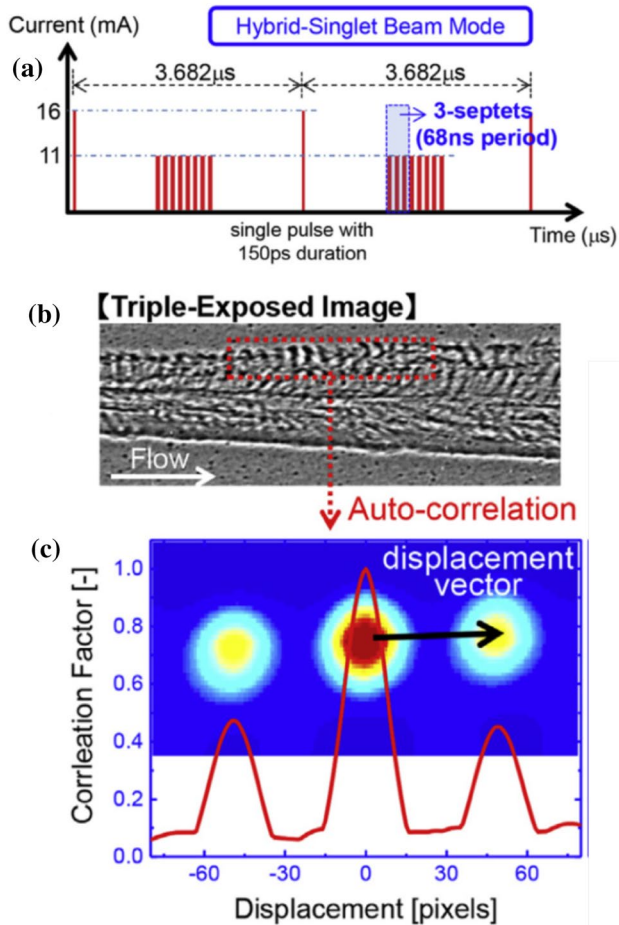 Current (mA)
Hybrid-Singlet Beam Mode
(a)
3.682μs
3.682μs
16
3-septets
(68ns period)
11
single pulse with
150ps duration
Time (μs)
(b)
【Triple-Exposed Image】
Flow
Auto-correlation
(c)
displacement
vector
Corrleation Factor [-]
1.0
0.8
0.6
0.4
0.2
0.0
-60
-30
0
30
60
Displacement [pixels]